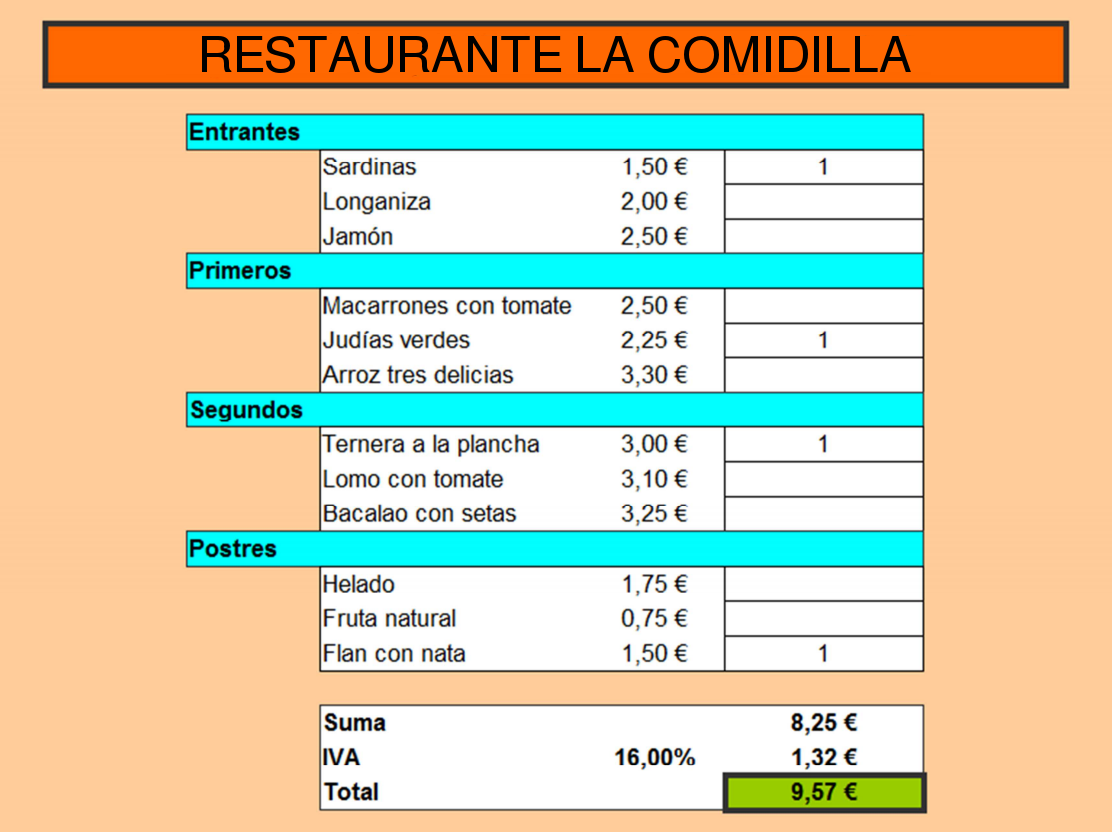 RESTAURANTE LA COMIDILLA
Entrantes
Sardinas 1,50 € 1
Longaniza 2,00 €
Jamón 2,50 €
Primeros
Macarrones con tomate 2,50 €
Judías verdes 2,25 € 1
Arroz tres delicias 3,30 €
Segundos
Ternera a la plancha 3,00 € 1
Lomo con tomate 3,10 €
Bacalao con setas 3,25 €
Postres
Helado 1,75 €
Fruta natural 0,75 €
Flan con nata 1,50 € 1
Suma 8,25 €
IVA 16,00% 1,32 €
Total 9,57 €